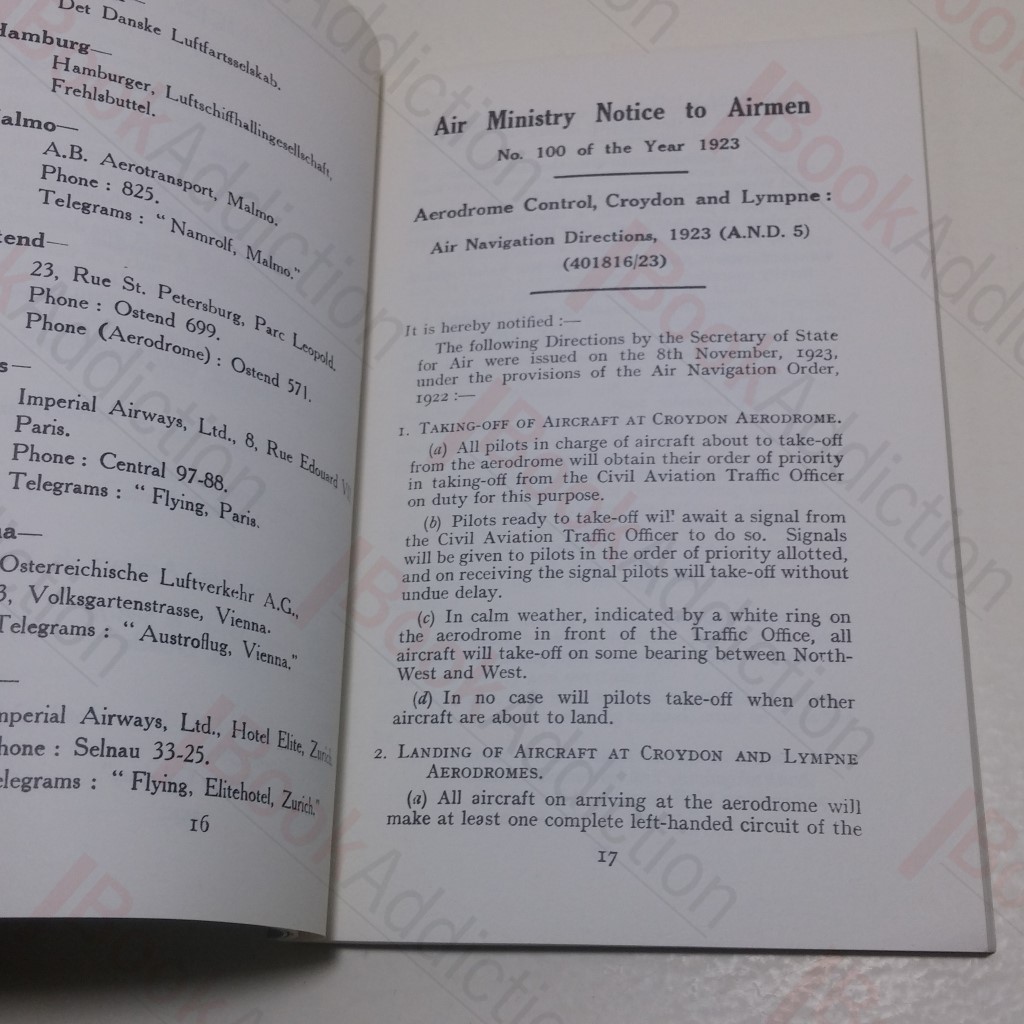 Det Danske Luftfartsselskab.
Hamburg—
Hamburger, Luftschiffhallingesellschaft,
Frehlsbuttel.
almo—
A.B. Aerotransport, Malmo.
Phone : 825.
Telegrams : “ Namrolf, Malmo.”
tend—
23, Rue St. Petersburg, Parc Leopold.
Phone : Ostend 699.
Phone (Aerodrome) : Ostend 571.
s—
Imperial Airways, Ltd., 8, Rue Edouard VII
Paris.
Phone : Central 97-88.
Telegrams : “ Flying, Paris.
na—
Osterreichische Luftverkehr A.G.,
3, Volksgartenstrasse, Vienna.
Telegrams : “ Austroflug, Vienna.”
—
mperial Airways, Ltd., Hotel Elite, Zurich.
hone : Selnau 33-25.
elegrams : “ Flying, Elitehotel, Zurich.”
16
Air Ministry Notice to Airmen
No. 100 of the Year 1923
Aerodrome Control, Croydon and Lympne :
Air Navigation Directions, 1923 (A.N.D. 5)
(401816/23)
It is hereby notified :—
The following Directions by the Secretary of State
for Air were issued on the 8th November, 1923,
under the provisions of the Air Navigation Order,
1922 :—
1. TAKING-OFF OF AIRCRAFT AT CROYDON AERODROME.
(a) All pilots in charge of aircraft about to take-off
from the aerodrome will obtain their order of priority
in taking-off from the Civil Aviation Traffic Officer
on duty for this purpose.
(b) Pilots ready to take-off will await a signal from
the Civil Aviation Traffic Officer to do so. Signals
will be given to pilots in the order of priority allotted,
and on receiving the signal pilots will take-off without
undue delay.
(c) In calm weather, indicated by a white ring on
the aerodrome in front of the Traffic Office, all
aircraft will take-off on some bearing between North-
West and West.
(d) In no case will pilots take-off when other
aircraft are about to land.
2. LANDING OF AIRCRAFT AT CROYDON AND LYMPNE
AERODROMES.
(a) All aircraft on arriving at the aerodrome will
make at least one complete left-handed circuit of the
17
BookAddiction